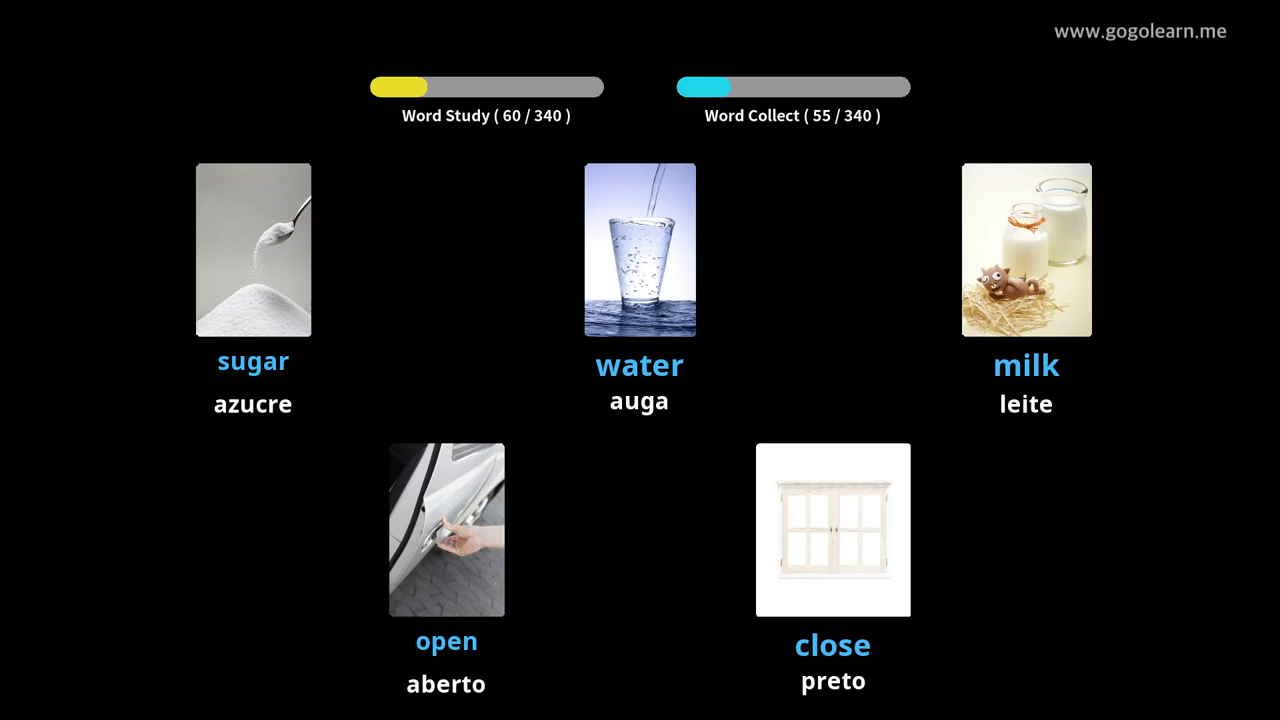 www.gogolearn.me
Word Study ( 60 / 340 )
Word Collect ( 55 / 340 )
sugar
azucre
water
auga
milk
leite
open
aberto
close
preto